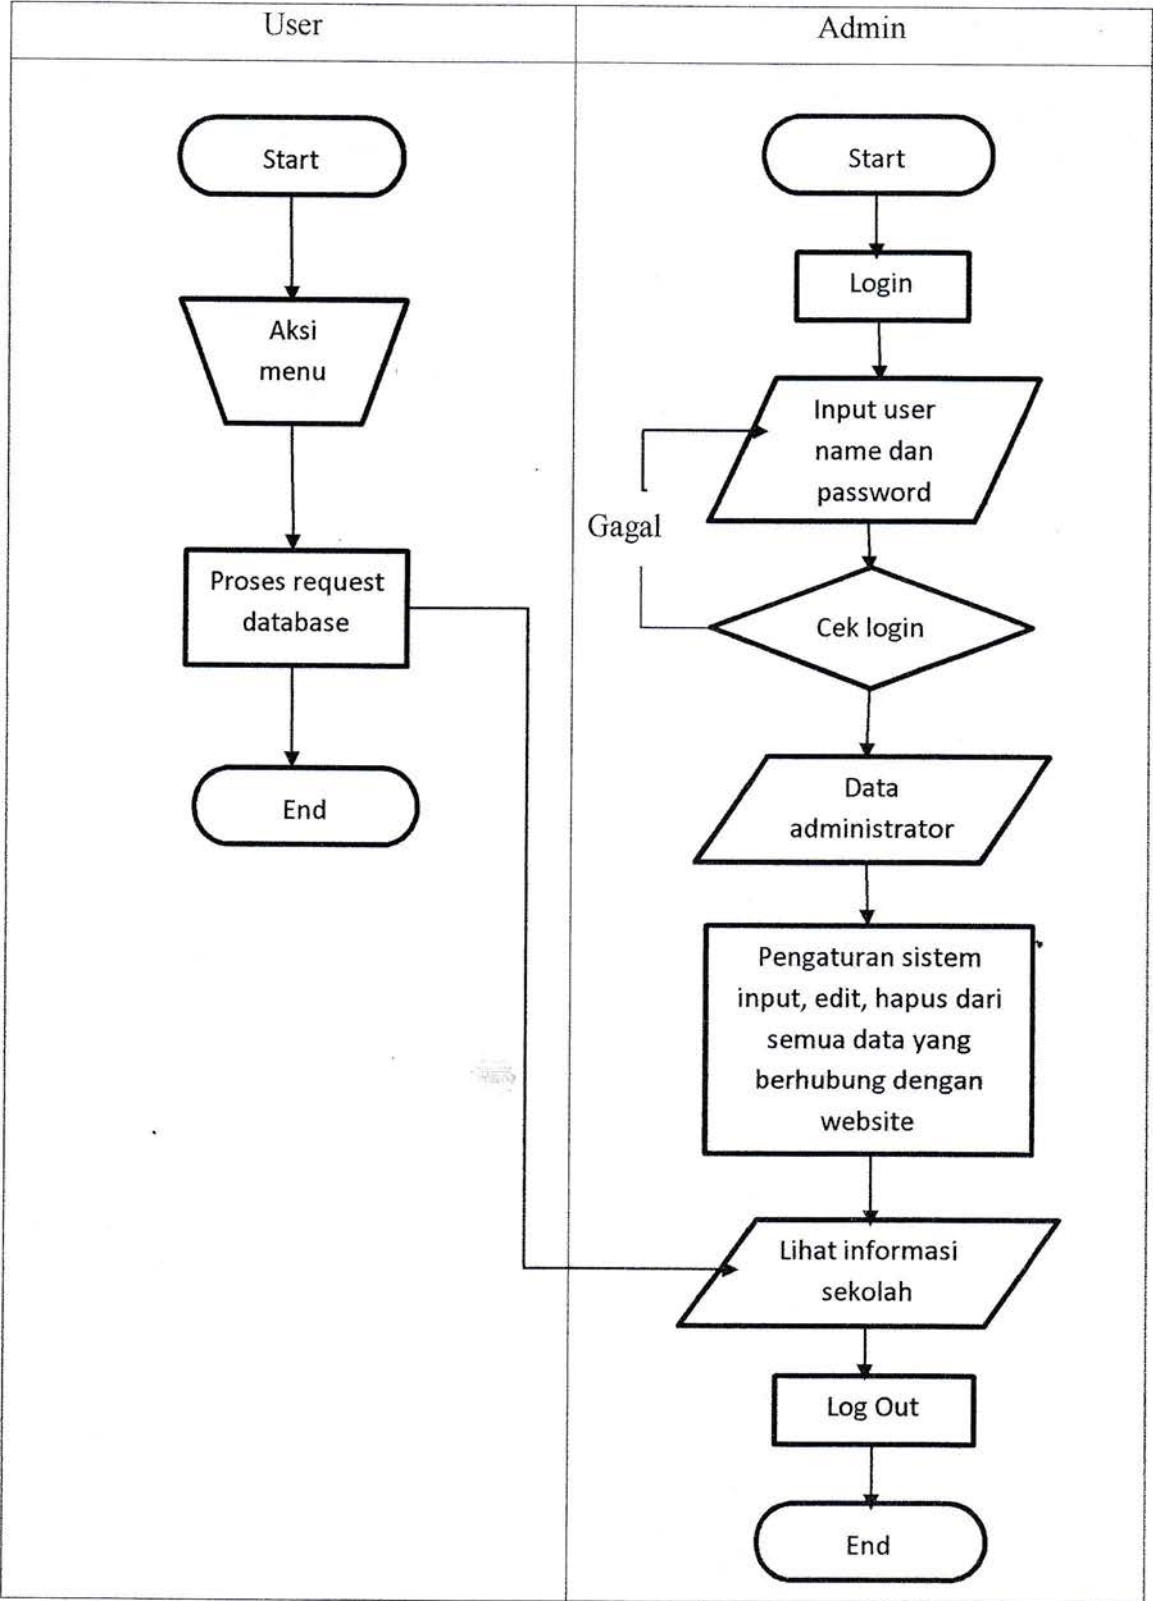 User
Admin
Start
Aksi
menu
Proses request
database
End
Start
Login
Input user
name dan
password
Gagal
Cek login
Data
administrator
Pengaturan sistem
input, edit, hapus dari
semua data yang
berhubung dengan
website
Lihat informasi
sekolah
Log Out
End